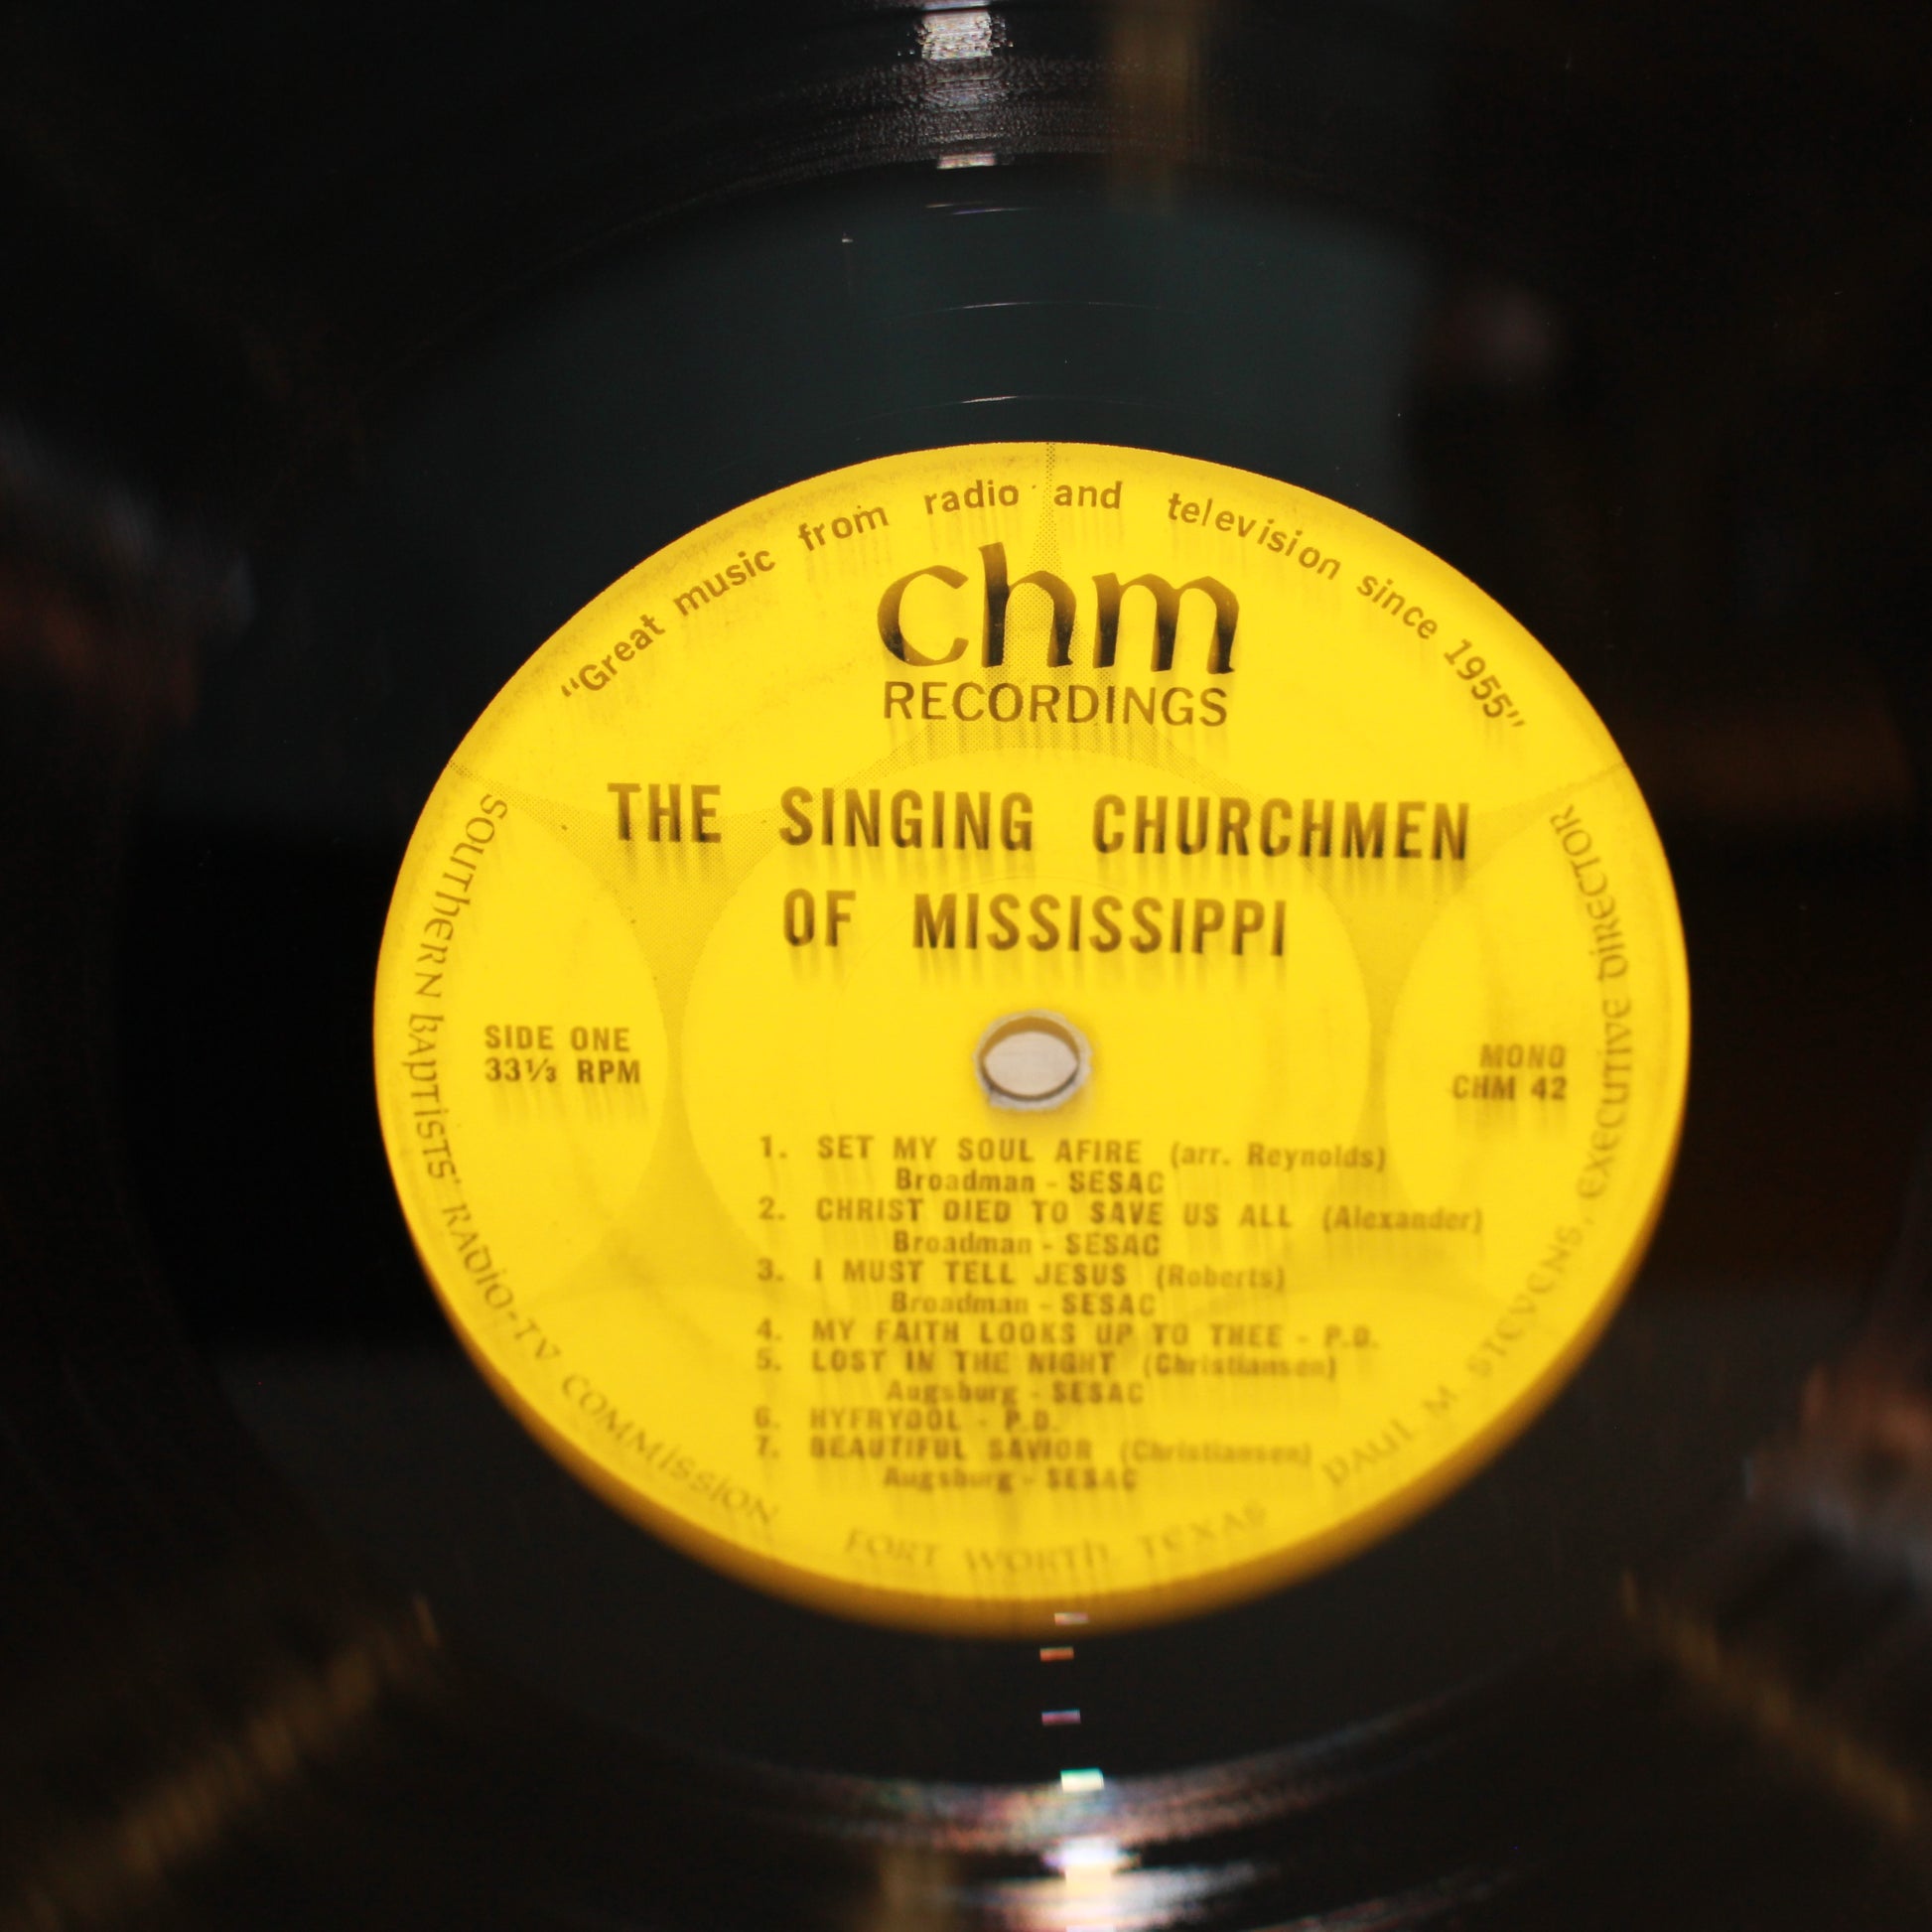 “Great music from radio and television since 1955”
chm
RECORDINGS
THE SINGING CHURCHMEN
OF MISSISSIPPI
SIDE ONE
33⅓ RPM
MONO
CHM 42
1. SET MY SOUL AFIRE (arr. Reynolds)
Broadman - SESAC
2. CHRIST DIED TO SAVE US ALL (Alexander)
Broadman - SESAC
3. I MUST TELL JESUS (Roberts)
Broadman - SESAC
4. MY FAITH LOOKS UP TO THEE - P.D.
5. LOST IN THE NIGHT (Christiansen)
Augsburg - SESAC
6. HYFRYDOL - P.D.
7. BEAUTIFUL SAVIOR (Christiansen)
Augsburg - SESAC
SOUTHERN BAPTISTS' RADIO-TV COMMISSION FORT WORTH, TEXAS PAUL M. STEVENS, EXECUTIVE DIRECTOR